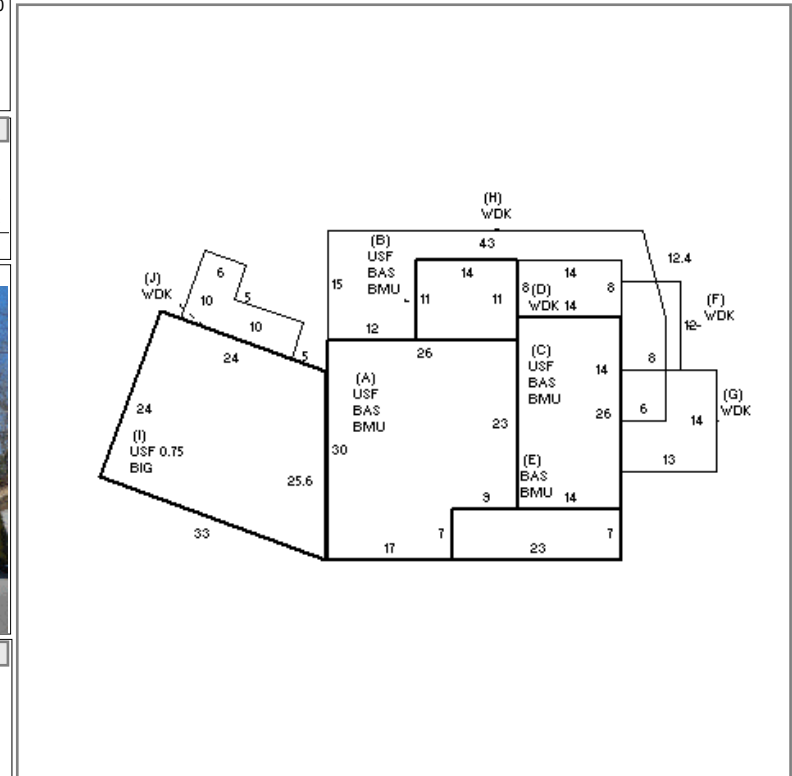 (H)
WDK
43
(B)
USF
BAS
BMU
12.4
6
14
14
(J)
WDK
15
8
(D)
WDK
14
8
10
5
11
11
(F)
WDK
12
10
12
5
26
8
24
(A)
USF
BAS
BMU
(C)
USF
BAS
BMU
14
24
6
(G)
WDK
26
14
23
(I)
USF 0.75
BIG
30
13
(E)
BAS
BMU
25.6
9
14
33
7
7
17
23